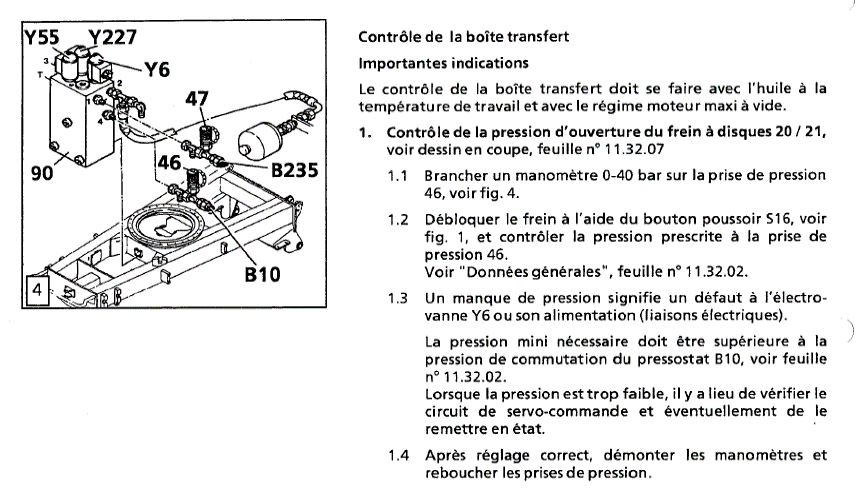 Y55 Y227
3
Y6
T
2
47
1
4
46
90
B235
B10
4
Contrôle de la boîte transfert
Importantes indications
Le contrôle de la boîte transfert doit se faire avec l'huile à la
température de travail et avec le régime moteur maxi à vide.
1. Contrôle de la pression d'ouverture du frein à disques 20 / 21,
voir dessin en coupe, feuille n° 11.32.07
1.1 Brancher un manomètre 0-40 bar sur la prise de pression
46, voir fig. 4.
1.2 Débloquer le frein à l'aide du bouton poussoir S16, voir
fig. 1, et contrôler la pression prescrite à la prise de
pression 46.
Voir "Données générales", feuille n° 11.32.02.
1.3 Un manque de pression signifie un défaut à l'électro-
vanne Y6 ou son alimentation (liaisons électriques).
La pression mini nécessaire doit être supérieure à la
pression de commutation du pressostat B10, voir feuille
n° 11.32.02.
Lorsque la pression est trop faible, il y a lieu de vérifier le
circuit de servo-commande et éventuellement de le
remettre en état.
1.4 Après réglage correct, démonter les manomètres et
reboucher les prises de pression.